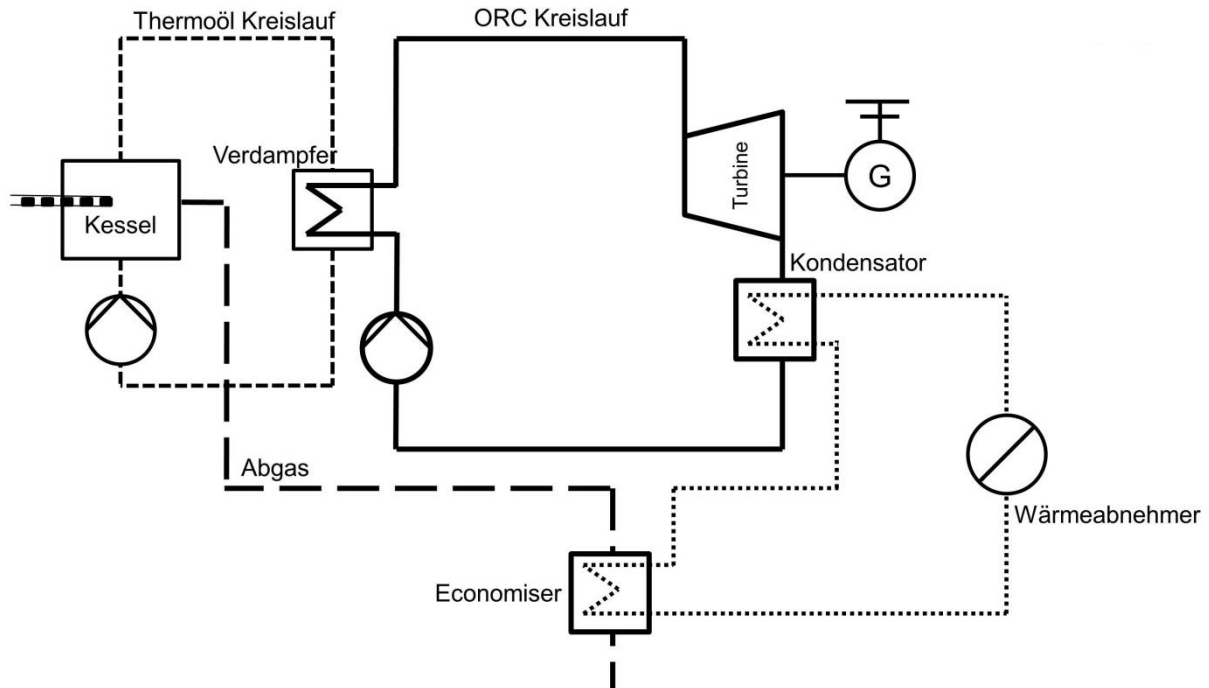 Thermoöl Kreislauf
ORC Kreislauf
Verdampfer
Turbine
G
Kessel
Kondensator
Abgas
Wärmeabnehmer
Economiser